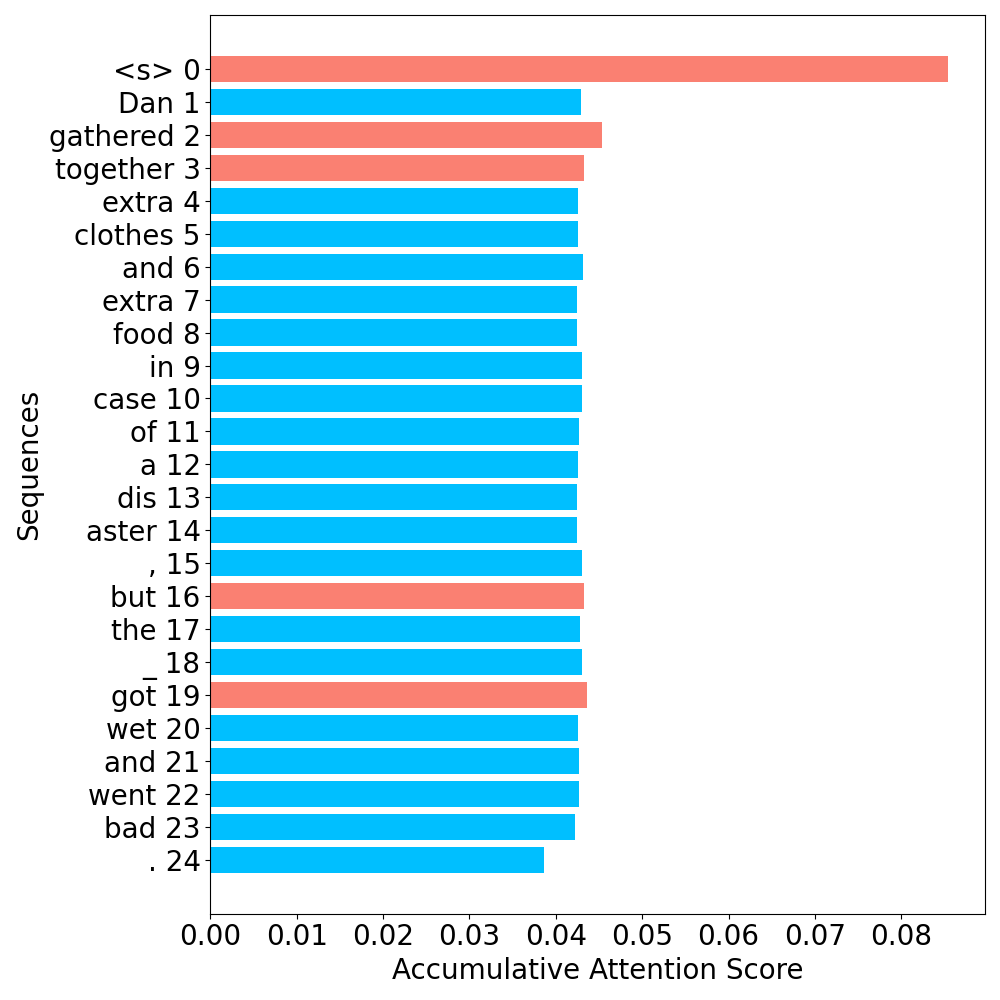 <s> 0
Dan 1
gathered 2
together 3
extra 4
clothes 5
and 6
extra 7
food 8
in 9
case 10
of 11
a 12
dis 13
aster 14
, 15
but 16
the 17
_ 18
got 19
wet 20
and 21
went 22
bad 23
. 24
Sequences
0.00 0.01 0.02 0.03 0.04 0.05 0.06 0.07 0.08
Accumulative Attention Score